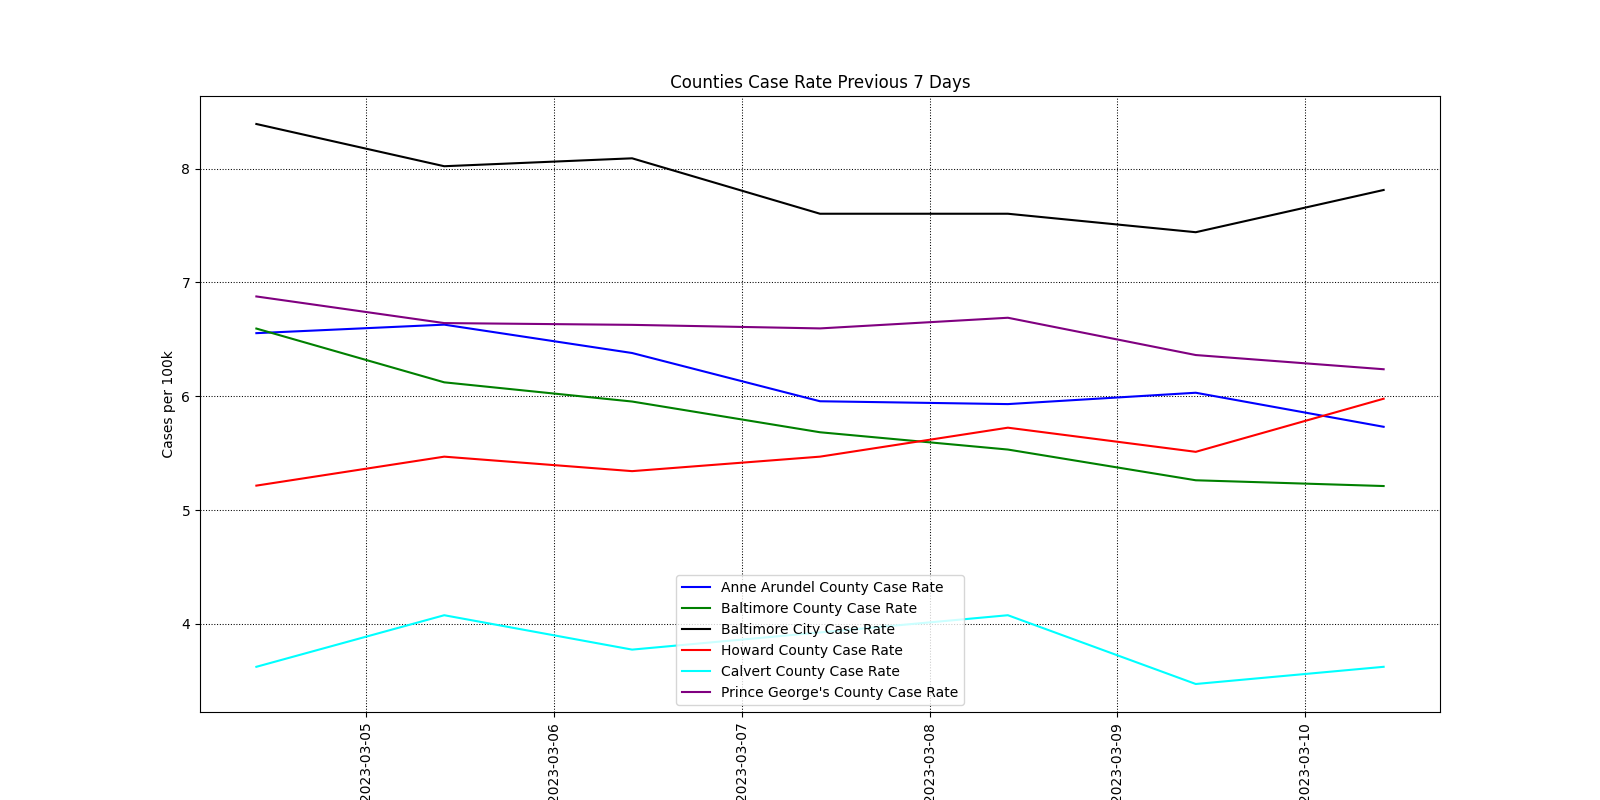 Counties Case Rate Previous 7 Days
Cases per 100k
8
7
6
5
4
Anne Arundel County Case Rate
Baltimore County Case Rate
Baltimore City Case Rate
Howard County Case Rate
Calvert County Case Rate
Prince George's County Case Rate
2023-03-05
2023-03-06
2023-03-07
2023-03-08
2023-03-09
2023-03-10